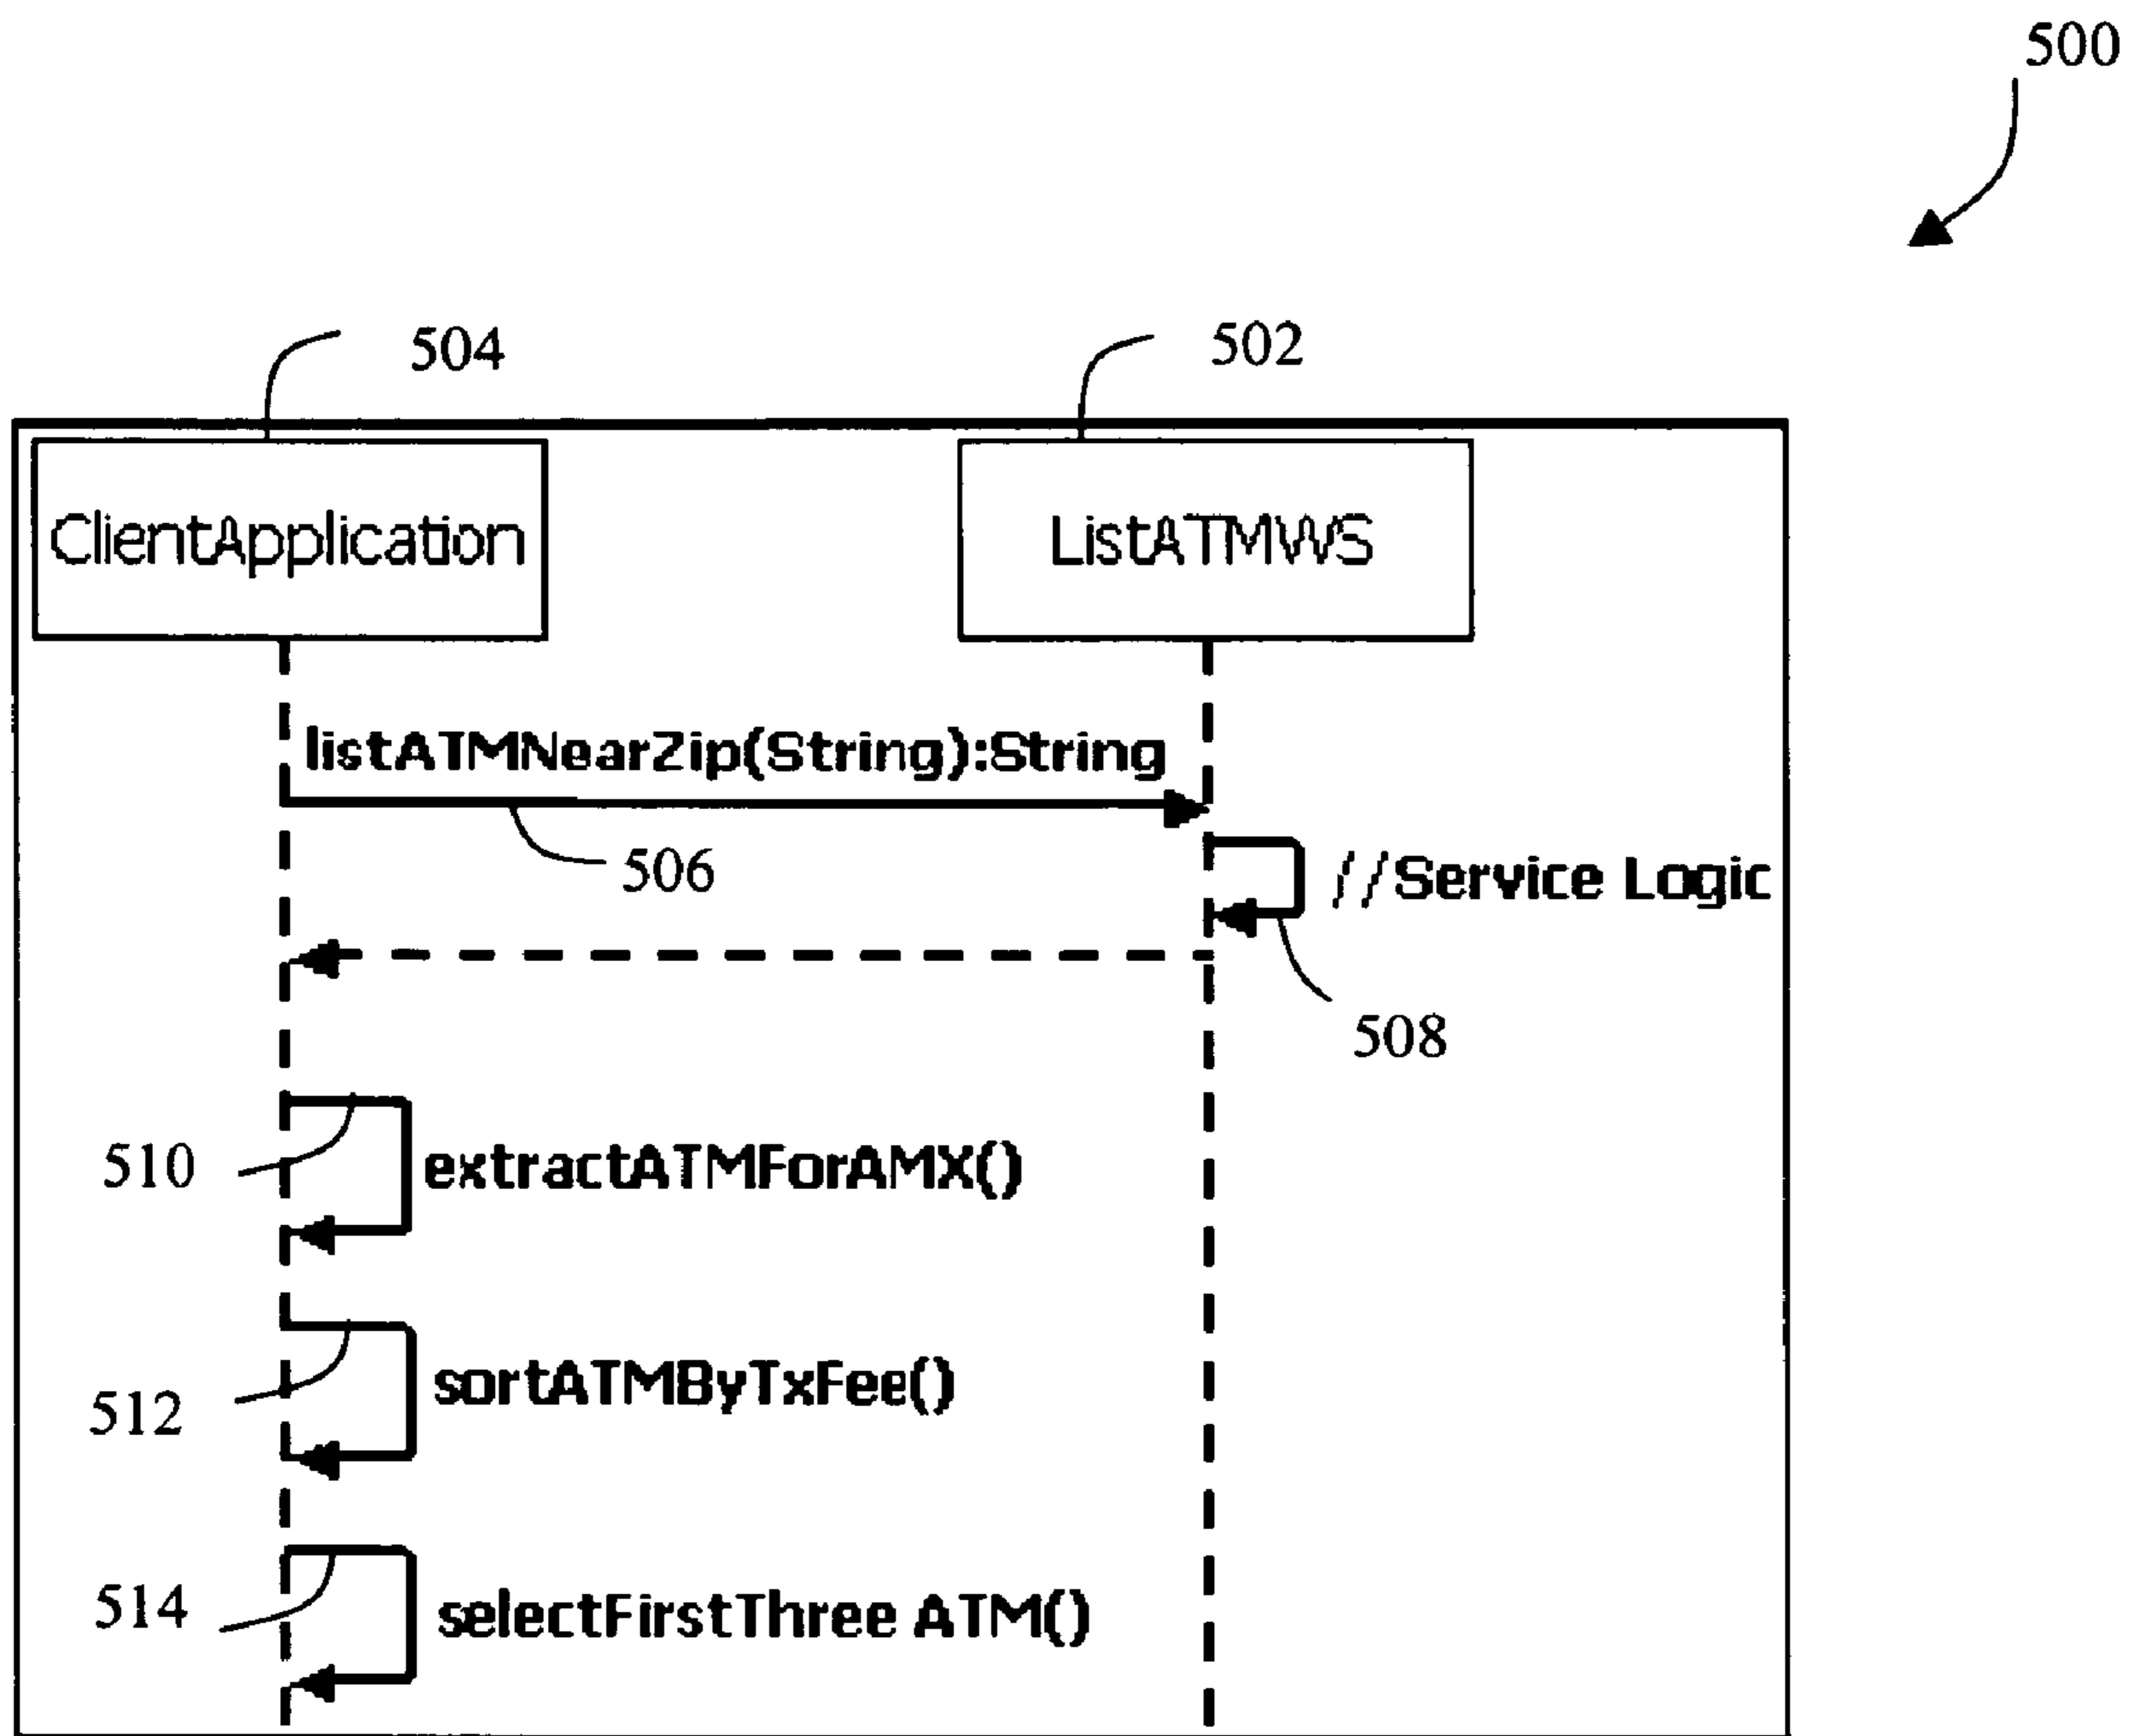 500
504
502
ClientApplication
ListATMWS
listATMNearZip(String):String
506
//Service Logic
508
510
extractATMForAMX()
512
sortATMByTxFee()
514
selectFirstThree ATM()